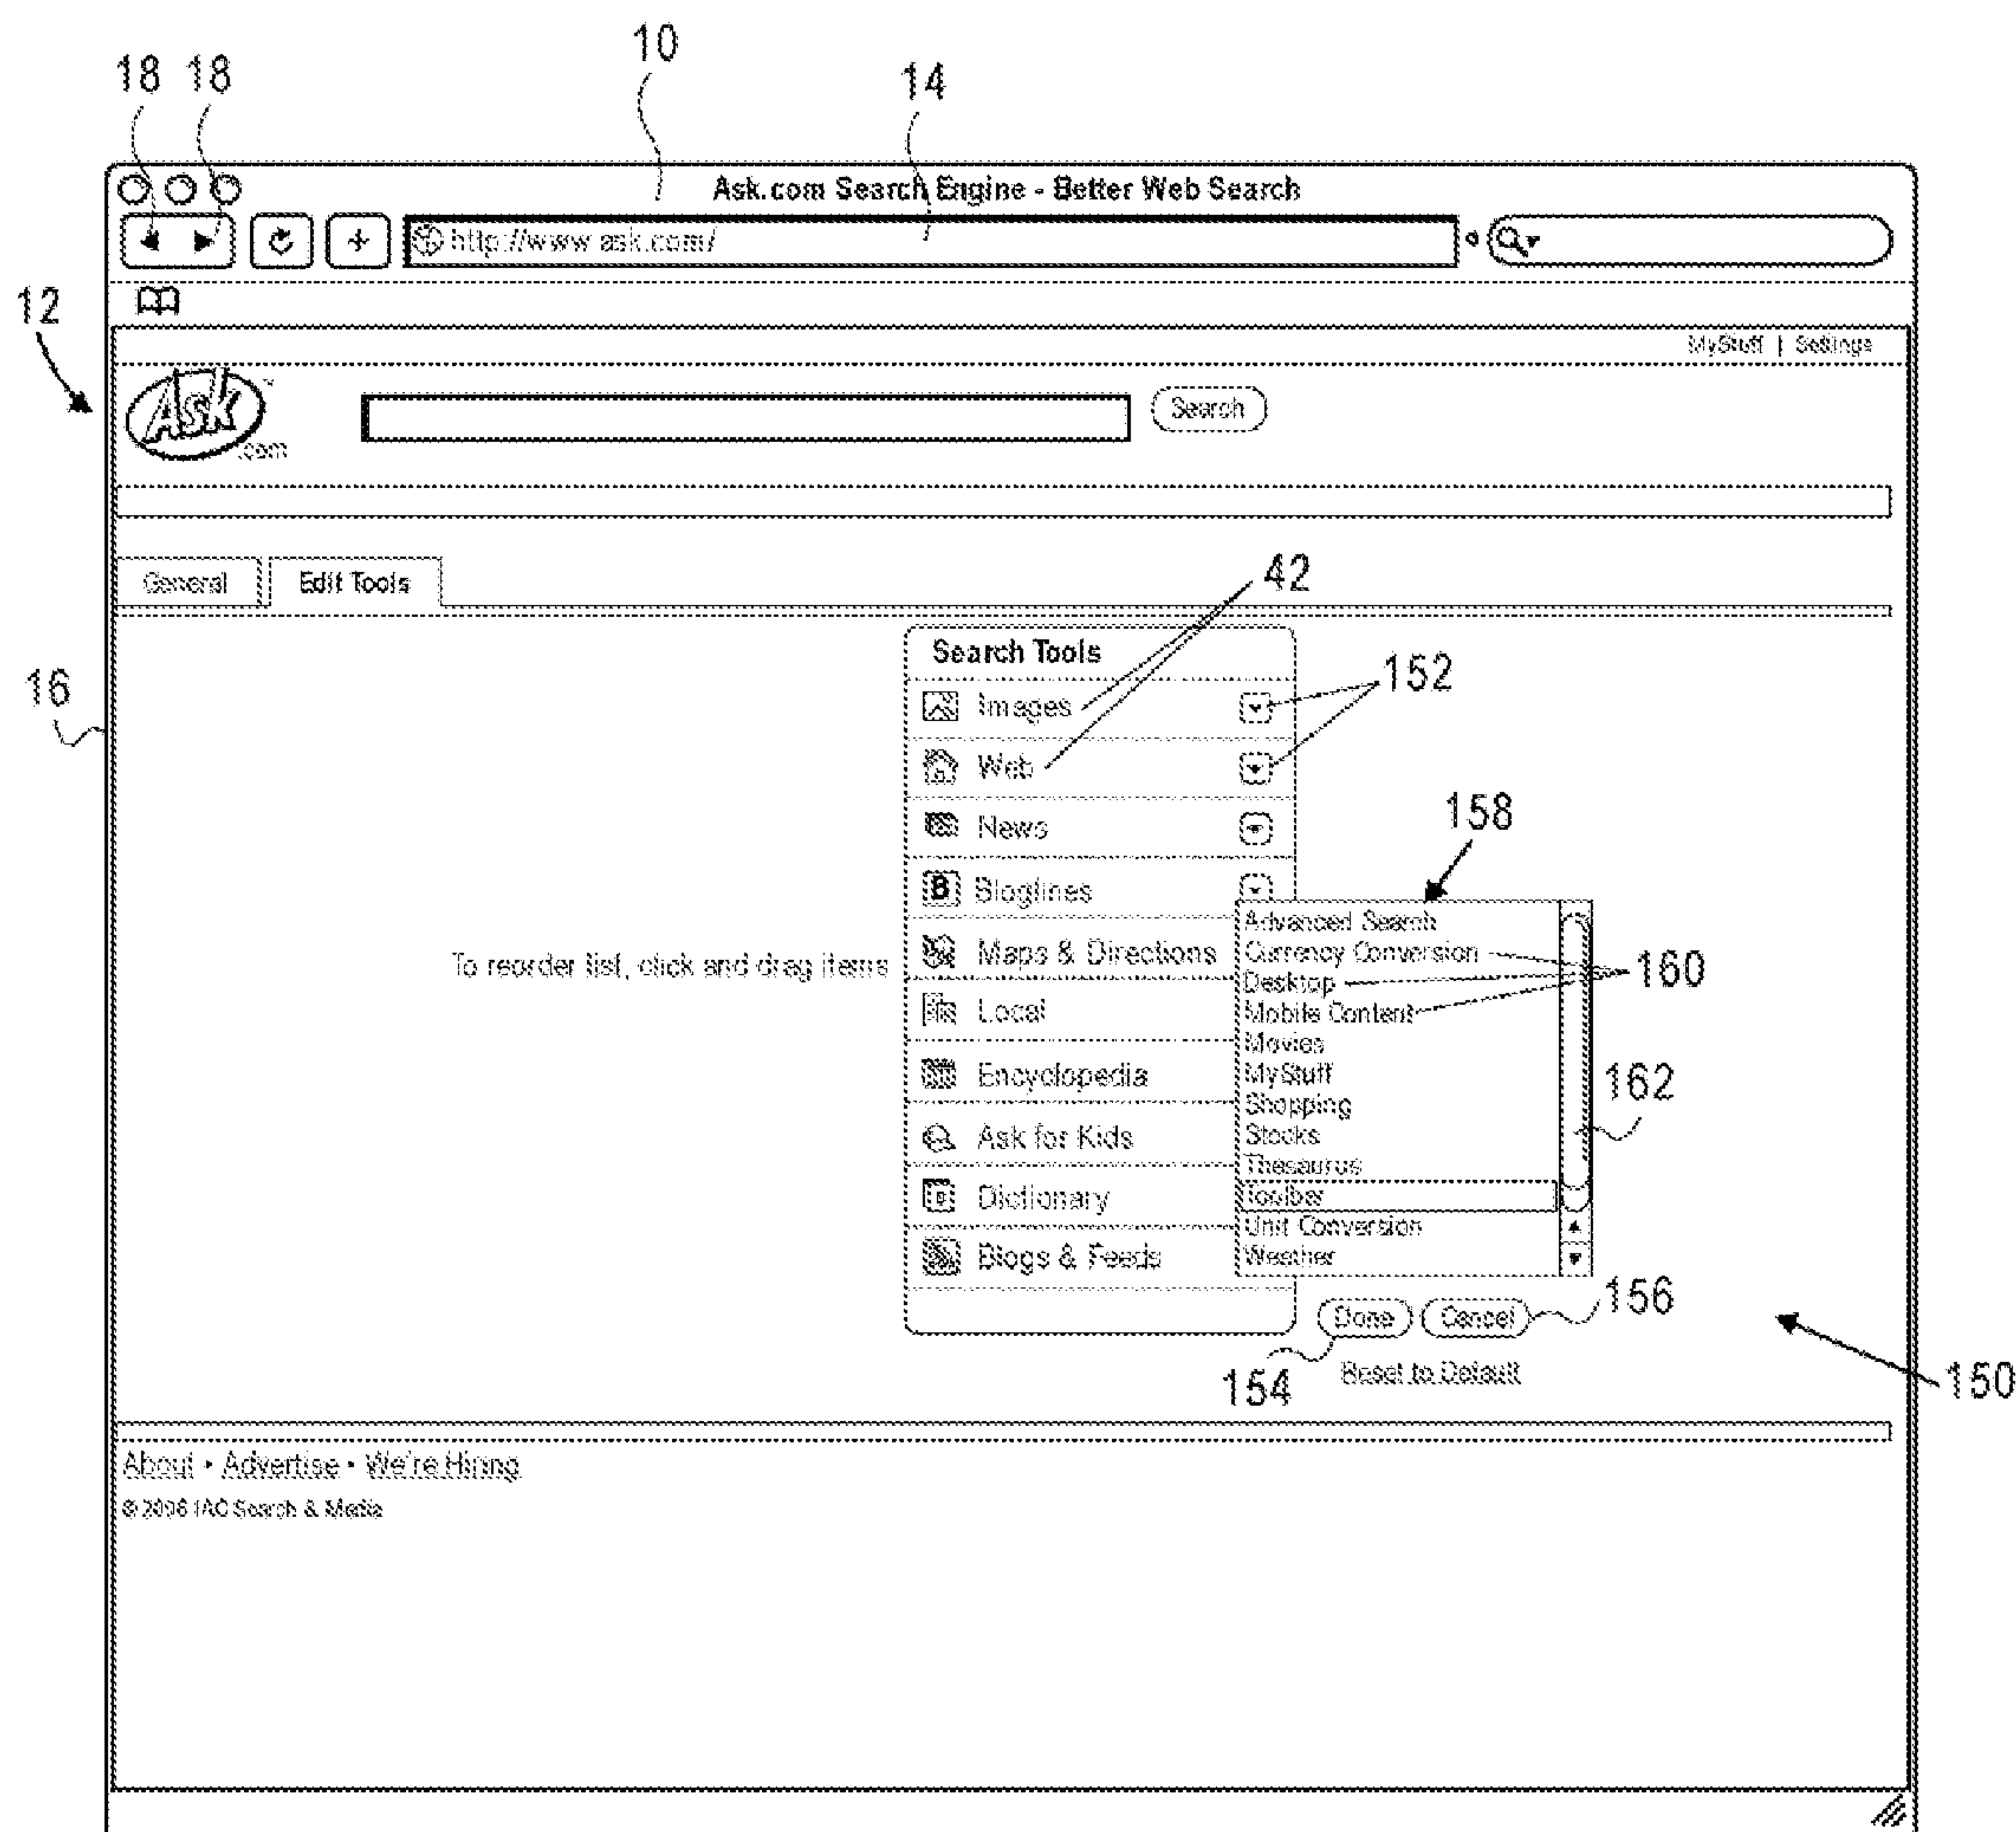 10
18 18
14
Ask.com Search Engine - Better Web Search
http://www.ask.com/
12
MyStuff | Settings
Ask™.com
Search
General
Edit Tools
42
Search Tools
152
16
Images
Web
158
News
Bloglines
Advanced Search
Maps & Directions
Currency Conversion
To reorder list, click and drag items
160
Desktop
Local
Mobile Content
Movies
Encyclopedia
MyStuff
162
Shopping
Ask for Kids
Stocks
Thesaurus
Dictionary
Toolbar
Unit Conversion
Blogs & Feeds
Weather
156
Done
Cancel
154
Reset to Default
150
About • Advertise • We're Hiring
IAC Search & Media